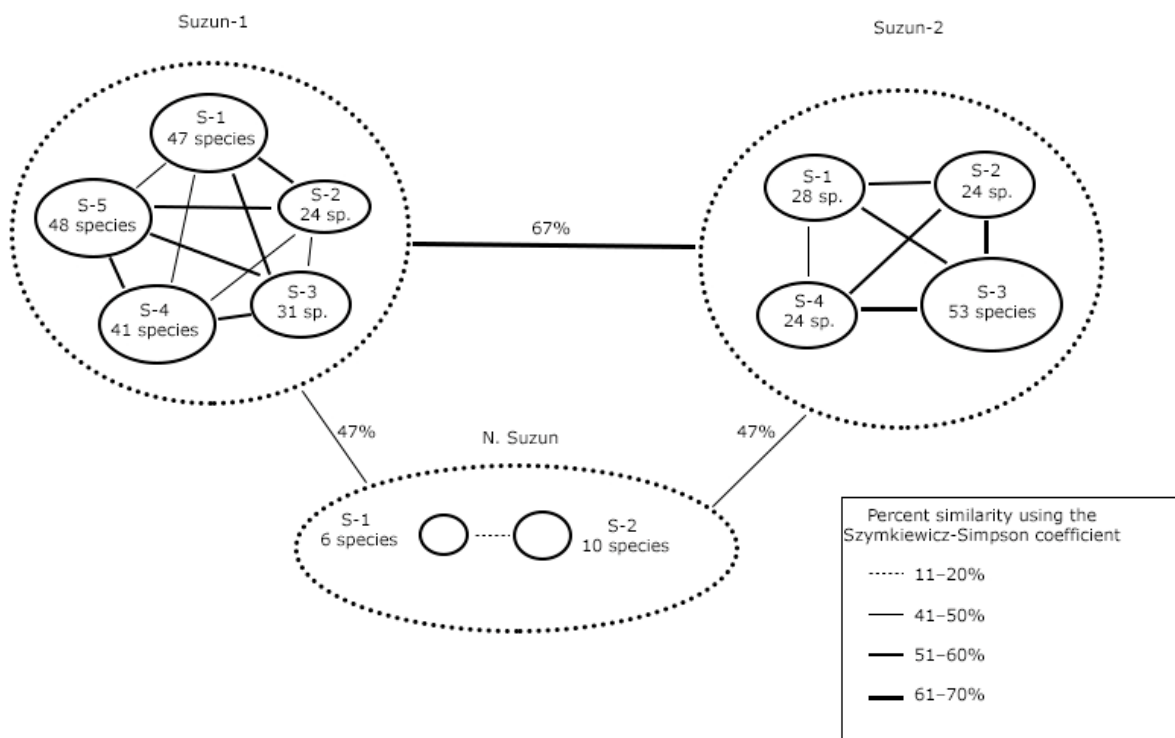 Suzun-1
Suzun-2
S-1
47 species
S-2
24 sp.
S-3
31 sp.
S-4
41 species
S-5
48 species
67%
S-1
28 sp.
S-2
24 sp.
S-3
53 species
S-4
24 sp.
47%
47%
N. Suzun
S-1
6 species
S-2
10 species
Percent similarity using the
Szymkiewicz-Simpson coefficient
11–20%
41–50%
51–60%
61–70%